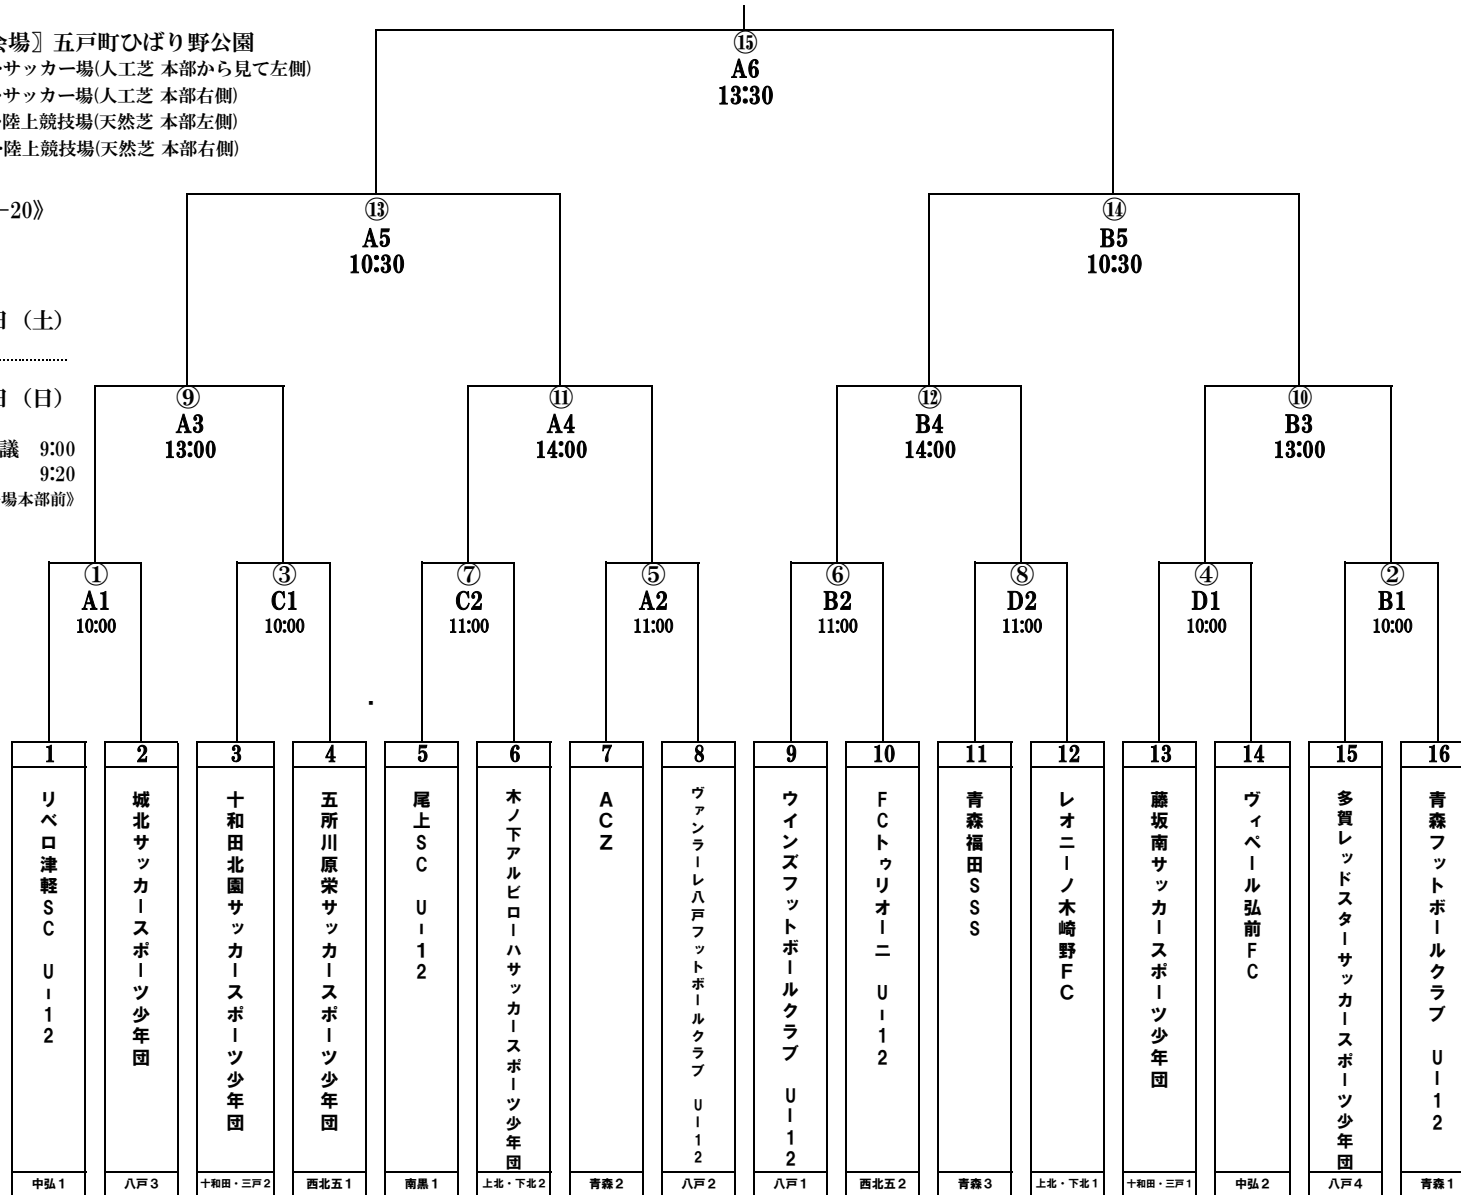 会場〗五戸町ひばり野公園
サッカー場(人工芝 本部から見て左側)
サッカー場(人工芝 本部右側)
陸上競技場(天然芝 本部左側)
陸上競技場(天然芝 本部右側)
-20》
日（土）
日（日）
議 9:00
9:20
場本部前》
⑮
A6
13:30
⑬ ⑭
A5 B5
10:30 10:30
⑨ ⑪ ⑫ ⑩
A3 A4 B4 B3
13:00 14:00 14:00 13:00
① ③ ⑦ ⑤ ⑥ ⑧ ④ ②
A1 C1 C2 A2 B2 D2 D1 B1
10:00 10:00 11:00 11:00 11:00 11:00 10:00 10:00
1 2 3 4 5 6 7 8 9 10 11 12 13 14 15 16
リベロ津軽SC U-12
城北サッカースポーツ少年団
十和田北園サッカースポーツ少年団
五所川原栄サッカースポーツ少年団
尾上SC U-12
木ノ下アルビローハサッカースポーツ少年団
ACZ
ヴァンラーレ八戸フットボールクラブ U-12
ウインズフットボールクラブ U-12
FCトゥリオーニ U-12
青森福田SSS
レオニーノ木崎野FC
藤坂南サッカースポーツ少年団
ヴィペール弘前FC
多賀レッドスターサッカースポーツ少年団
青森フットボールクラブ U-12
中弘1 八戸3 十和田・三戸2 西北五1 南黒1 上北・下北2 青森2 八戸2 八戸1 西北五2 青森3 上北・下北1 十和田・三戸1 中弘2 八戸4 青森1